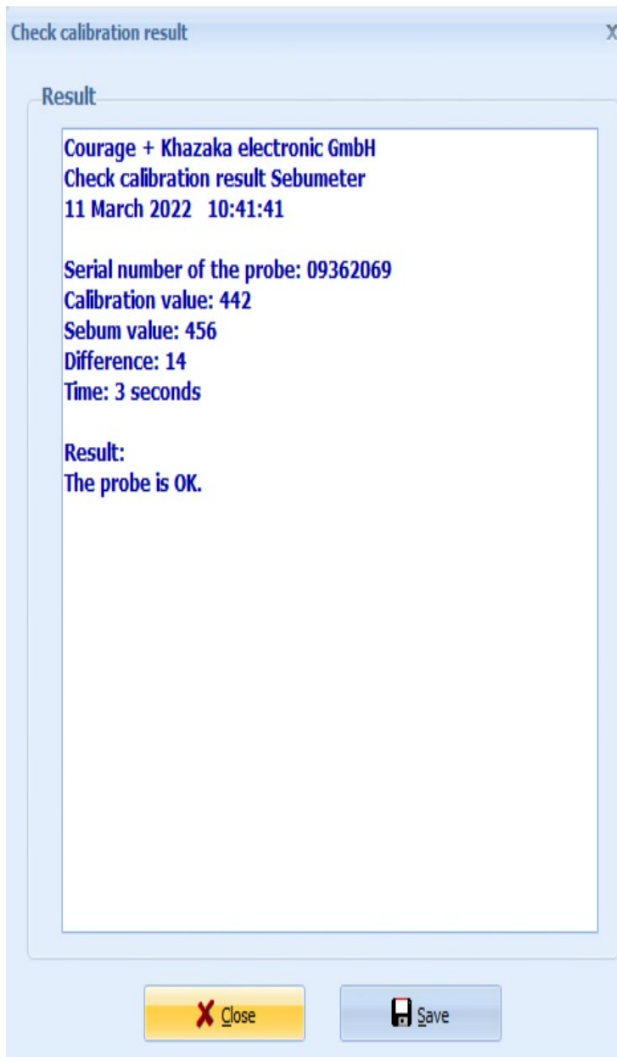 Check calibration result
X
Result
Courage + Khazaka electronic GmbH
Check calibration result Sebumeter
11 March 2022 10:41:41
Serial number of the probe: 09362069
Calibration value: 442
Sebum value: 456
Difference: 14
Time: 3 seconds
Result:
The probe is OK.
Close
Save